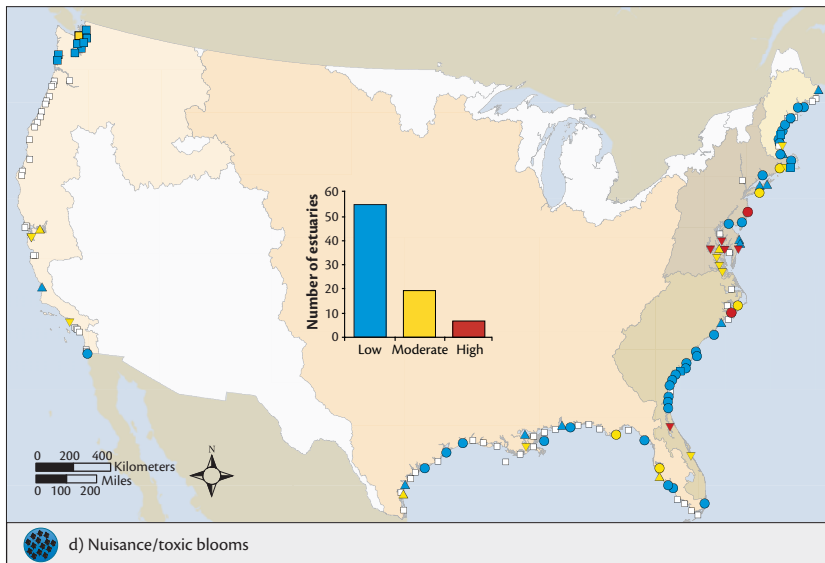 60
50
40
30
20
10
0
Number of estuaries
Low Moderate High
N
0 200 400
Kilometers
Miles
0 100 200
d) Nuisance/toxic blooms